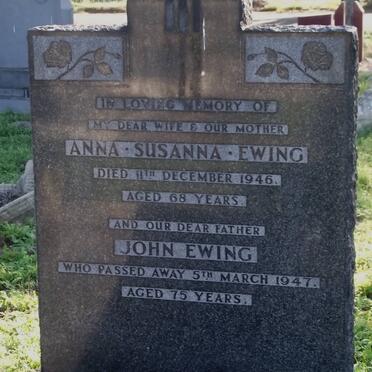 IN LOVING MEMORY OF
MY DEAR WIFE & OUR MOTHER
ANNA · SUSANNA · EWING
DIED 11TH DECEMBER 1946.
AGED 68 YEARS.
AND OUR DEAR FATHER
JOHN EWING
WHO PASSED AWAY 5TH MARCH 1947.
AGED 75 YEARS.